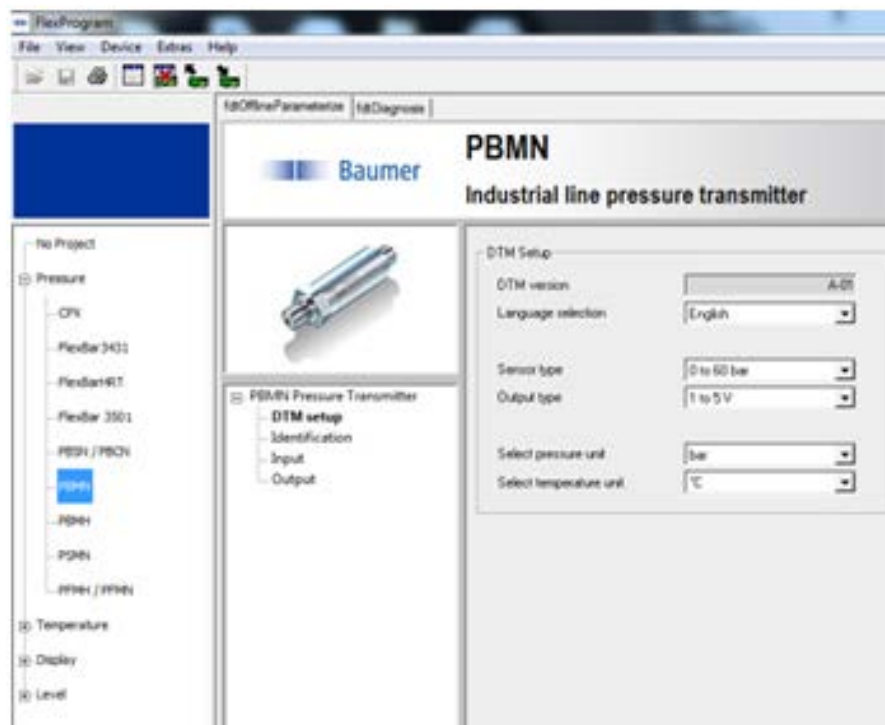 FlexProgram
File View Device Extras Help
fdtOfflineParameterize fdtDiagnosis
Baumer
PBMN
Industrial line pressure transmitter
No Project
Pressure
CPX
FlexBar3431
FlexBarHRT
FlexBar 3501
PBSN / PBCN
PBMN
PBMH
PSMN
PFMH / PFMN
Temperature
Display
Level
PBMN Pressure Transmitter
DTM setup
Identification
Input
Output
DTM Setup
DTM version A-01
Language selection English
Sensor type 0 to 60 bar
Output type 1 to 5 V
Select pressure unit bar
Select temperature unit °C